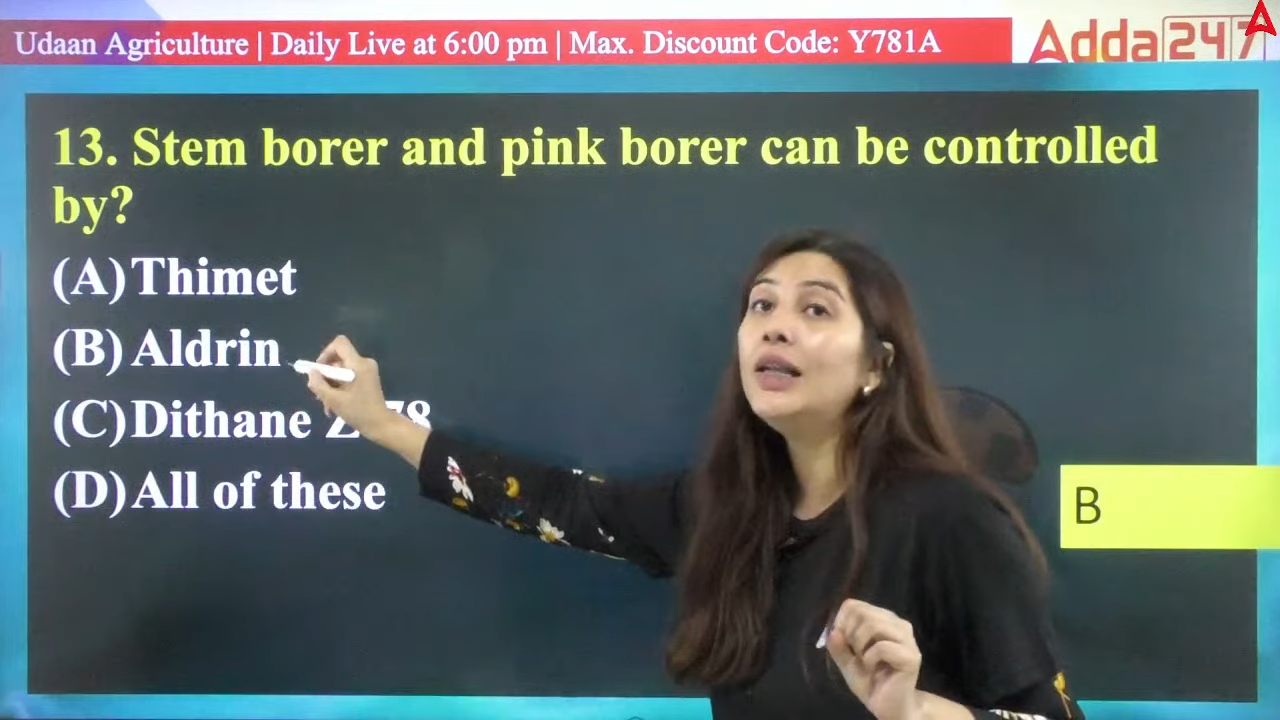 Udaan Agriculture | Daily Live at 6:00 pm | Max. Discount Code: Y781A
Adda247
13. Stem borer and pink borer can be controlled
by?
(A) Thimet
(B) Aldrin
(C) Dithane Z 78
(D) All of these
B